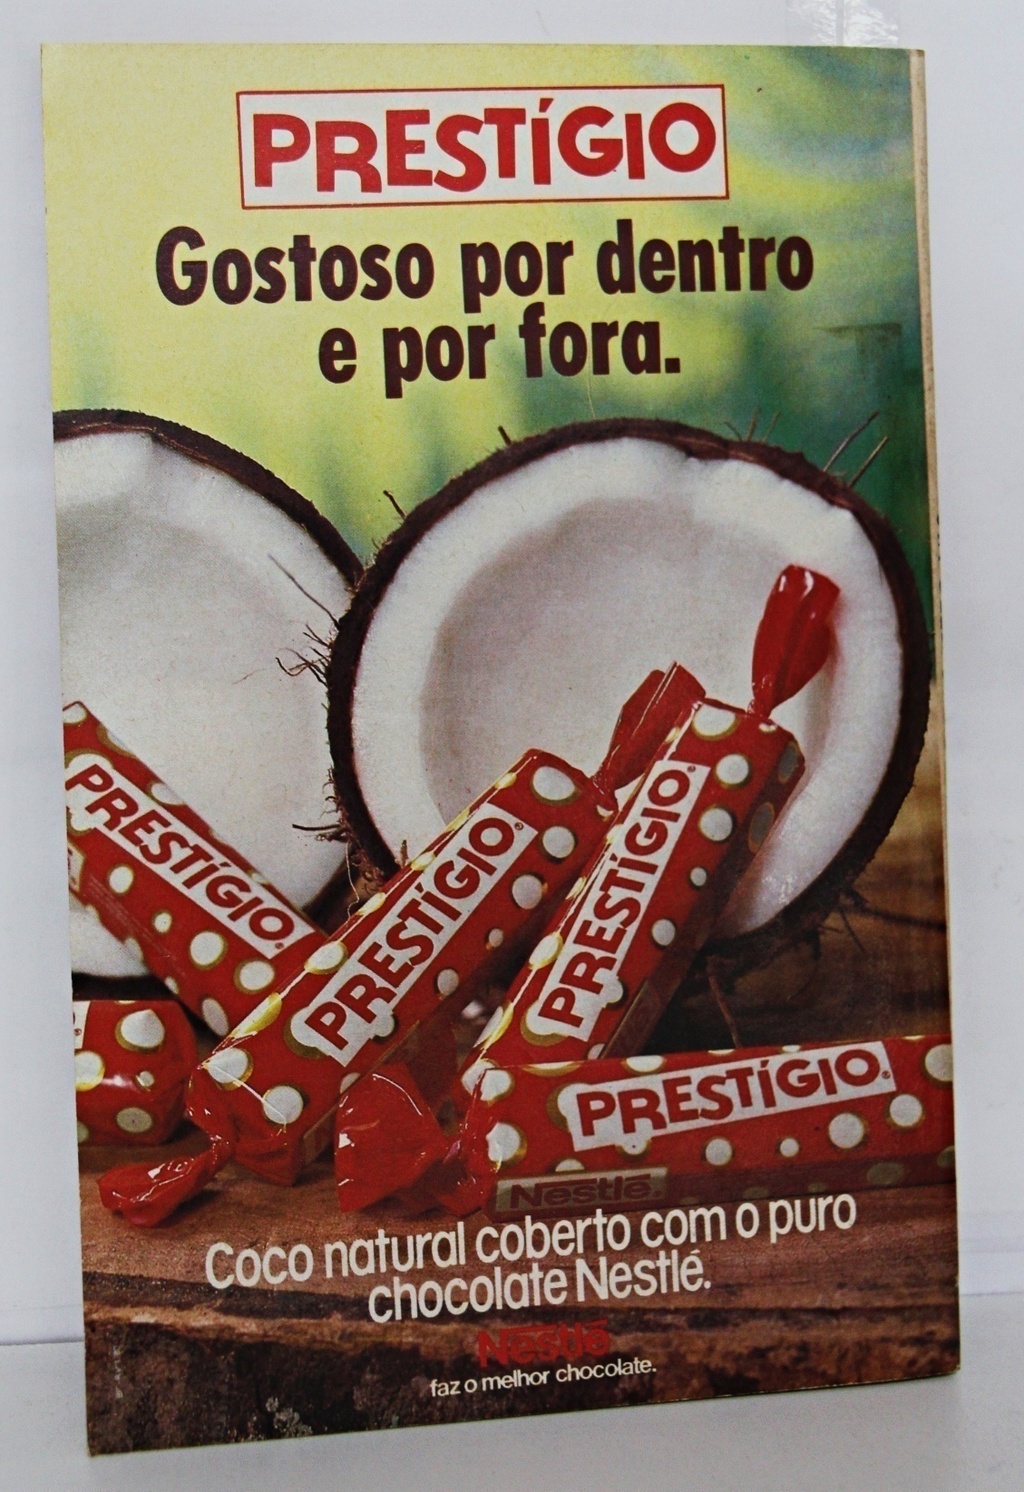 PRESTÍGIO
Gostoso por dentro
e por fora.
PRESTÍGIO®
PRESTÍGIO®
PRESTÍGIO®
PRESTÍGIO®
Nestlé®
Coco natural coberto com o puro
chocolate Nestlé.
Nestlé
faz o melhor chocolate.